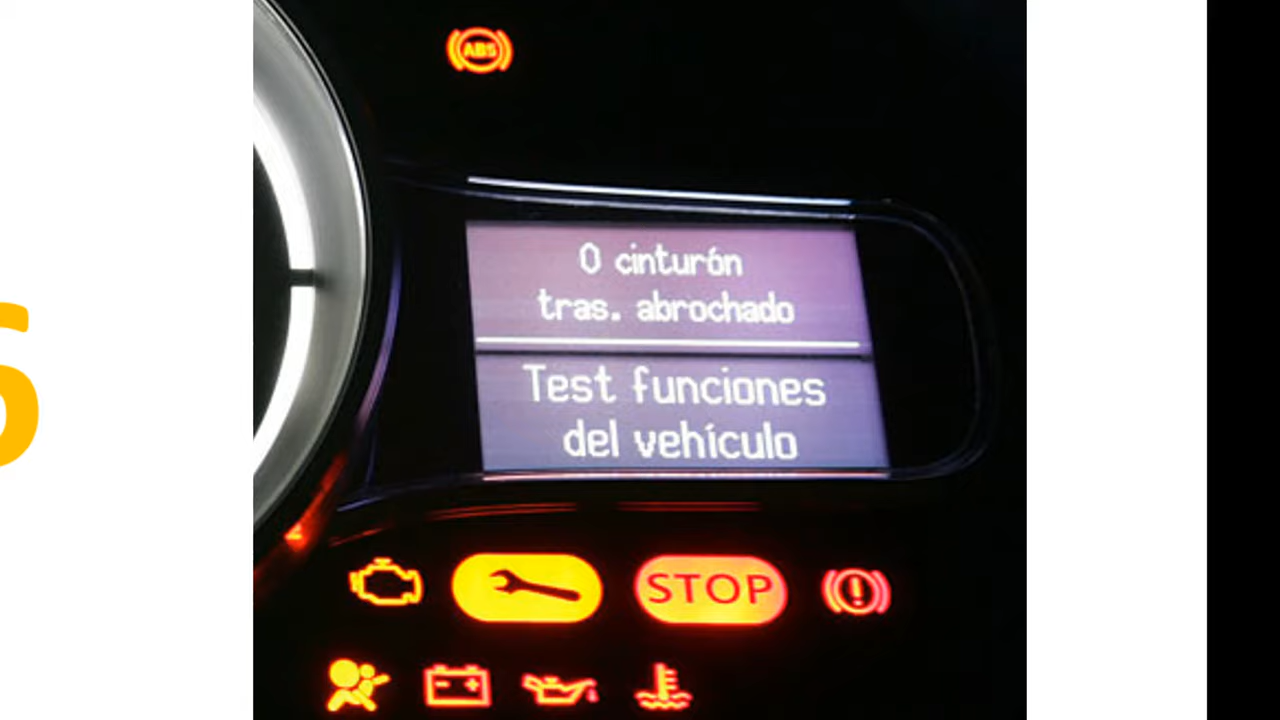 ABS
0 cinturón
tras. abrochado
Test funciones
del vehículo
STOP